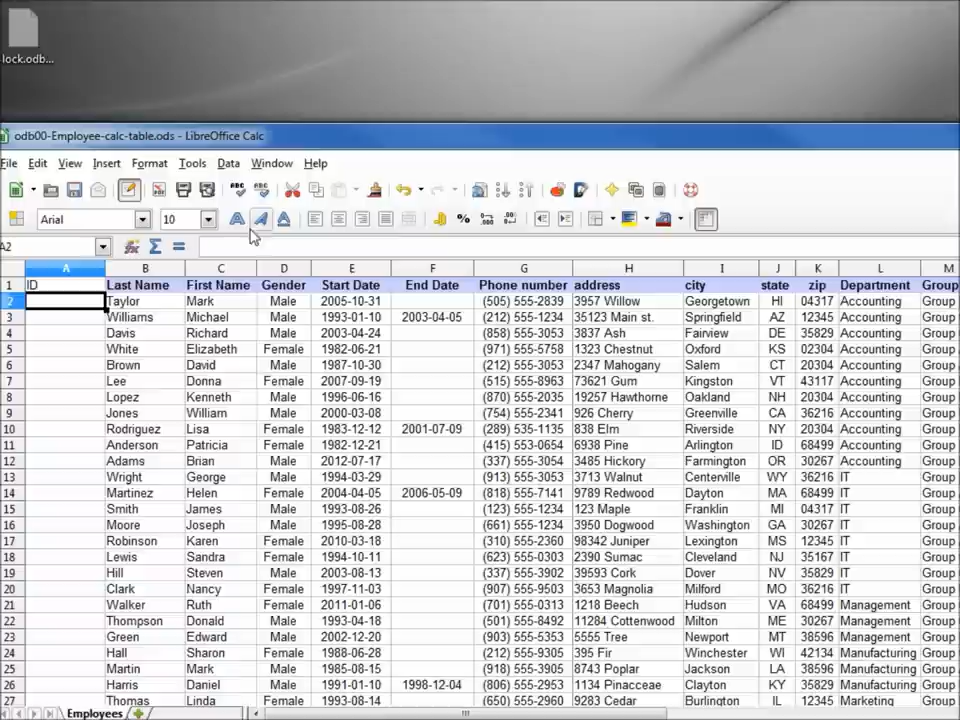 lock.odb...
odb00-Employee-calc-table.ods - LibreOffice Calc
File Edit View Insert Format Tools Data Window Help
Arial 10
A2
A B C D E F G H I J K L M
1 ID Last Name First Name Gender Start Date End Date Phone number address city state zip Department Group
2 Taylor Mark Male 2005-10-31 (505) 555-2839 3957 Willow Georgetown HI 04317 Accounting Group
3 Williams Michael Male 1993-01-10 2003-04-05 (212) 555-1234 35123 Main st. Springfield AZ 12345 Accounting Group
4 Davis Richard Male 2003-04-24 (858) 555-3053 3837 Ash Fairview DE 35829 Accounting Group
5 White Elizabeth Female 1982-06-21 (971) 555-5758 1323 Chestnut Oxford KS 02304 Accounting Group
6 Brown David Male 1987-10-30 (212) 555-3053 2347 Mahogany Salem CT 20304 Accounting Group
7 Lee Donna Female 2007-09-19 (515) 555-8963 73621 Gum Kingston VT 43117 Accounting Group
8 Lopez Kenneth Male 1996-06-16 (870) 555-2035 19257 Hawthorne Oakland NH 20304 Accounting Group
9 Jones William Male 2000-03-08 (754) 555-2341 926 Cherry Greenville CA 36216 Accounting Group
10 Rodriguez Lisa Female 1983-12-12 2001-07-09 (289) 535-1135 838 Elm Riverside NY 20304 Accounting Group
11 Anderson Patricia Female 1982-12-21 (415) 553-0654 6938 Pine Arlington ID 68499 Accounting Group
12 Adams Brian Male 2012-07-17 (337) 555-3054 3485 Hickory Farmington OR 30267 Accounting Group
13 Wright George Male 1994-03-29 (913) 555-3053 3713 Walnut Centerville WY 36216 IT Group
14 Martinez Helen Female 2004-04-05 2006-05-09 (818) 555-7141 9789 Redwood Dayton MA 68499 IT Group
15 Smith James Male 1993-08-26 (123) 555-1234 123 Maple Franklin MI 04317 IT Group
16 Moore Joseph Male 1995-08-28 (661) 555-1234 3950 Dogwood Washington GA 30267 IT Group
17 Robinson Karen Female 2010-03-18 (310) 555-2360 98342 Juniper Lexington MS 12345 IT Group
18 Lewis Sandra Female 1994-10-11 (623) 555-0303 2390 Sumac Cleveland NJ 35167 IT Group
19 Hill Steven Male 2003-08-13 (337) 555-3902 39593 Cork Dover NV 35829 IT Group
20 Clark Nancy Female 1997-11-03 (907) 555-9503 3653 Magnolia Milford MO 36216 IT Group
21 Walker Ruth Female 2011-01-06 (701) 555-0313 1218 Beech Hudson VA 68499 Management Group
22 Thompson Donald Male 1993-04-18 (501) 555-8492 11284 Cottenwood Milton ME 30267 Management Group
23 Green Edward Male 2002-12-20 (903) 555-5353 5555 Tree Newport MT 38596 Management Group
24 Hall Sharon Female 1988-06-28 (212) 555-9305 395 Fir Winchester WI 42134 Manufacturing Group
25 Martin Mark Male 1985-08-15 (918) 555-3905 8743 Poplar Jackson LA 38596 Manufacturing Group
26 Harris Daniel Male 1991-01-10 1998-12-04 (806) 555-2953 1134 Pinacceae Clayton KY 35829 Manufacturing Group
27 Thomas Linda Female 1993-08-14 (650) 555-2960 9283 Cedar Burlington IL 12345 Marketing Group
Employees